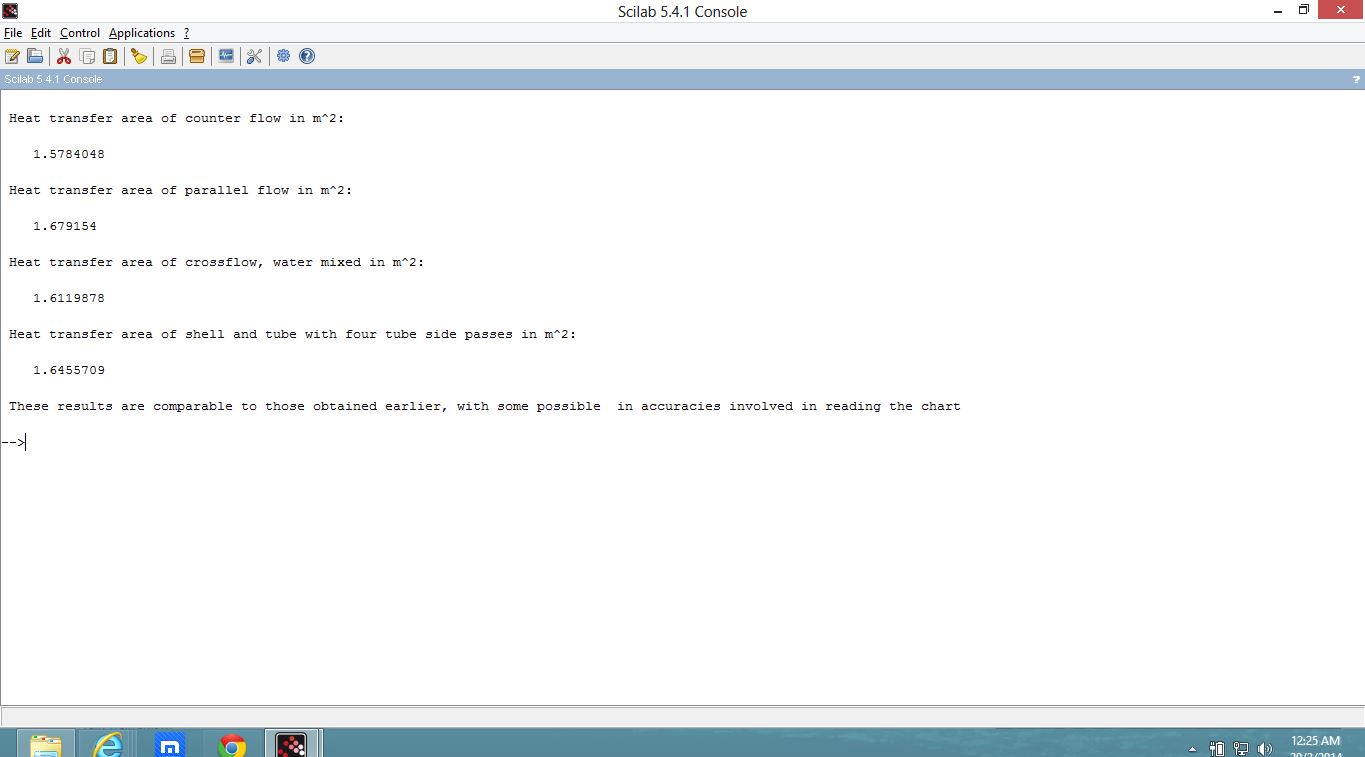 Scilab 5.4.1 Console
File Edit Control Applications ?
Scilab 5.4.1 Console ?
Heat transfer area of counter flow in m^2:
1.5784048
Heat transfer area of parallel flow in m^2:
1.679154
Heat transfer area of crossflow, water mixed in m^2:
1.6119878
Heat transfer area of shell and tube with four tube side passes in m^2:
1.6455709
These results are comparable to those obtained earlier, with some possible  in accuracies involved in reading the chart
-->
12:25 AM